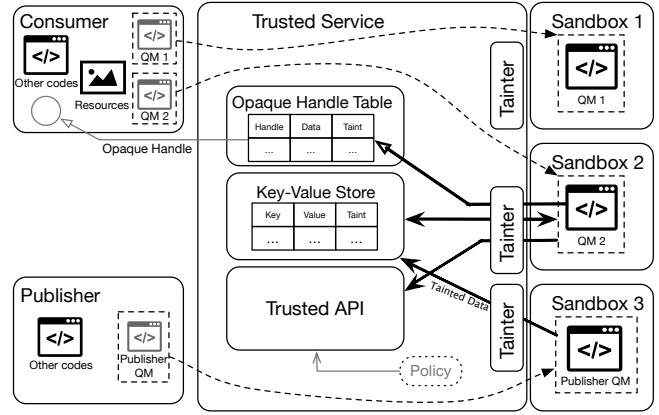 Consumer
</>
Other codes
</>
QM 1
Resources
</>
QM 2
Opaque Handle
Publisher
</>
Other codes
</>
Publisher
QM
Trusted Service
Opaque Handle Table
Handle Data Taint
... ... ...
Key-Value Store
Key Value Taint
... ... ...
Trusted API
Policy
Tainter
Tainter
Tainter
Tainted Data
Sandbox 1
</>
QM 1
Sandbox 2
</>
QM 2
Sandbox 3
</>
Publisher QM